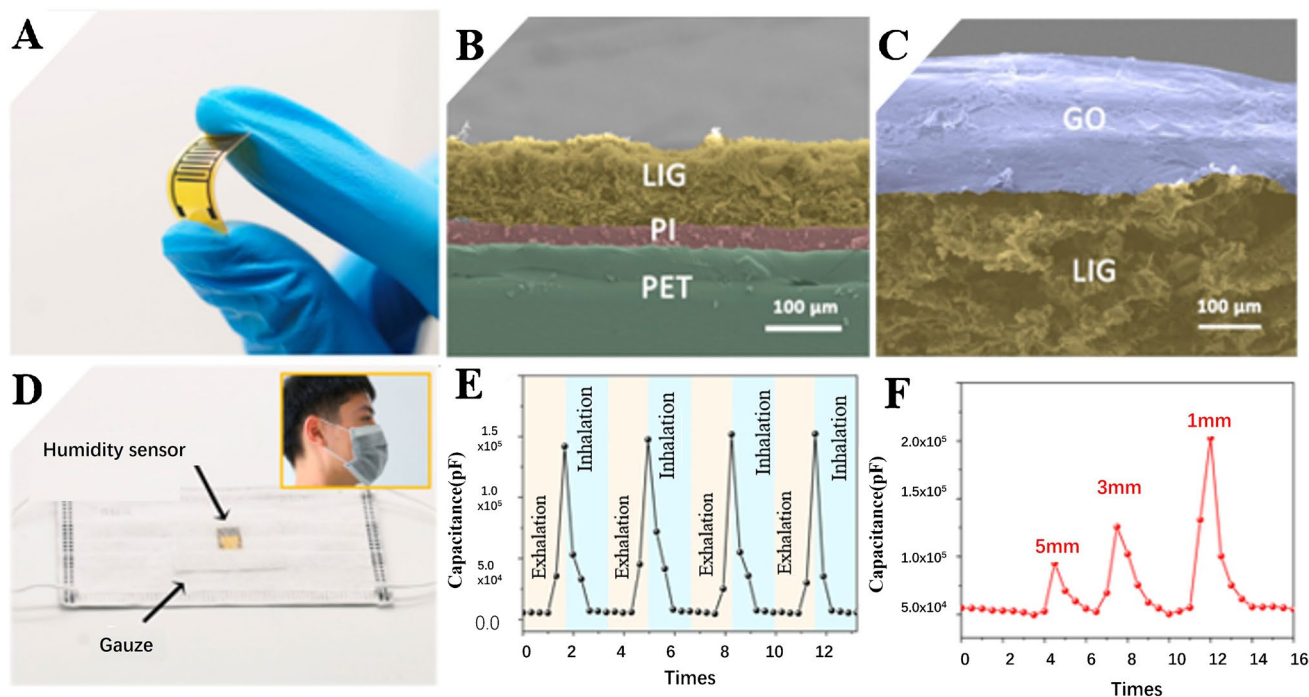 A
B
LIG
PI
PET
100 μm
C
GO
LIG
100 μm
D
Humidity sensor
Gauze
E
Capacitance(pF)
1.5
x10⁵
1.0
x10⁵
5.0
x10⁴
0.0
Exhalation
Inhalation
Exhalation
Inhalation
Exhalation
Inhalation
Exhalation
Inhalation
0 2 4 6 8 10 12
Times
F
Capacitance(pF)
2.0x10⁵
1.5x10⁵
1.0x10⁵
5.0x10⁴
5mm
3mm
1mm
0 2 4 6 8 10 12 14 16
Times